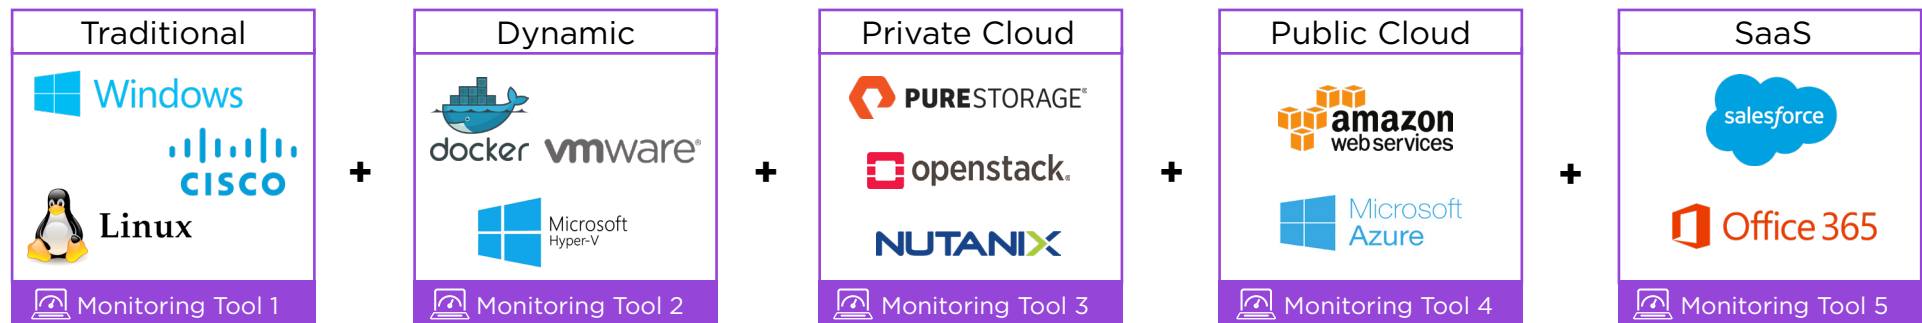 Traditional
Windows
CISCO
Linux
Monitoring Tool 1
+
Dynamic
docker
vmware®
Microsoft
Hyper-V
Monitoring Tool 2
+
Private Cloud
PURESTORAGE®
openstack.
NUTANIX
Monitoring Tool 3
+
Public Cloud
amazon
webservices
Microsoft
Azure
Monitoring Tool 4
+
SaaS
salesforce
Office 365
Monitoring Tool 5